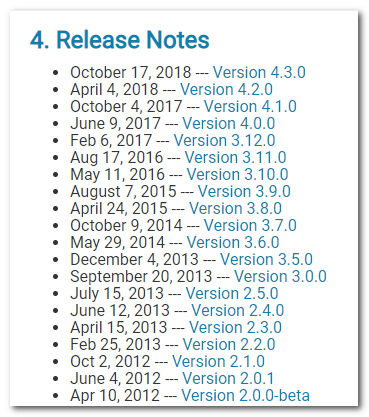 4. Release Notes
• October 17, 2018 --- Version 4.3.0
• April 4, 2018 --- Version 4.2.0
• October 4, 2017 --- Version 4.1.0
• June 9, 2017 --- Version 4.0.0
• Feb 6, 2017 --- Version 3.12.0
• Aug 17, 2016 --- Version 3.11.0
• May 11, 2016 --- Version 3.10.0
• August 7, 2015 --- Version 3.9.0
• April 24, 2015 --- Version 3.8.0
• October 9, 2014 --- Version 3.7.0
• May 29, 2014 --- Version 3.6.0
• December 4, 2013 --- Version 3.5.0
• September 20, 2013 --- Version 3.0.0
• July 15, 2013 --- Version 2.5.0
• June 12, 2013 --- Version 2.4.0
• April 15, 2013 --- Version 2.3.0
• Feb 25, 2013 --- Version 2.2.0
• Oct 2, 2012 --- Version 2.1.0
• June 4, 2012 --- Version 2.0.1
• Apr 10, 2012 --- Version 2.0.0-beta